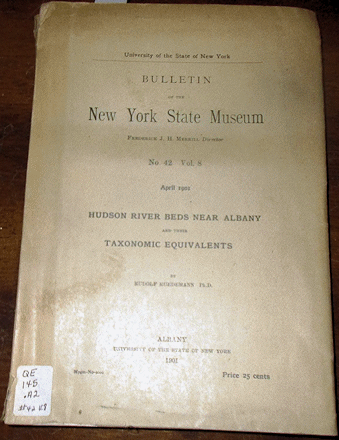 University of the State of New York
BULLETIN
OF THE
New York State Museum
FREDERICK J. H. MERRILL Director
No 42 Vol. 8
April 1901
HUDSON RIVER BEDS NEAR ALBANY
AND THEIR
TAXONOMIC EQUIVALENTS
BY
RUDOLF RUEDEMANN Ph.D.
ALBANY
UNIVERSITY OF THE STATE OF NEW YORK
1901
Price 25 cents
QE
145
.A2